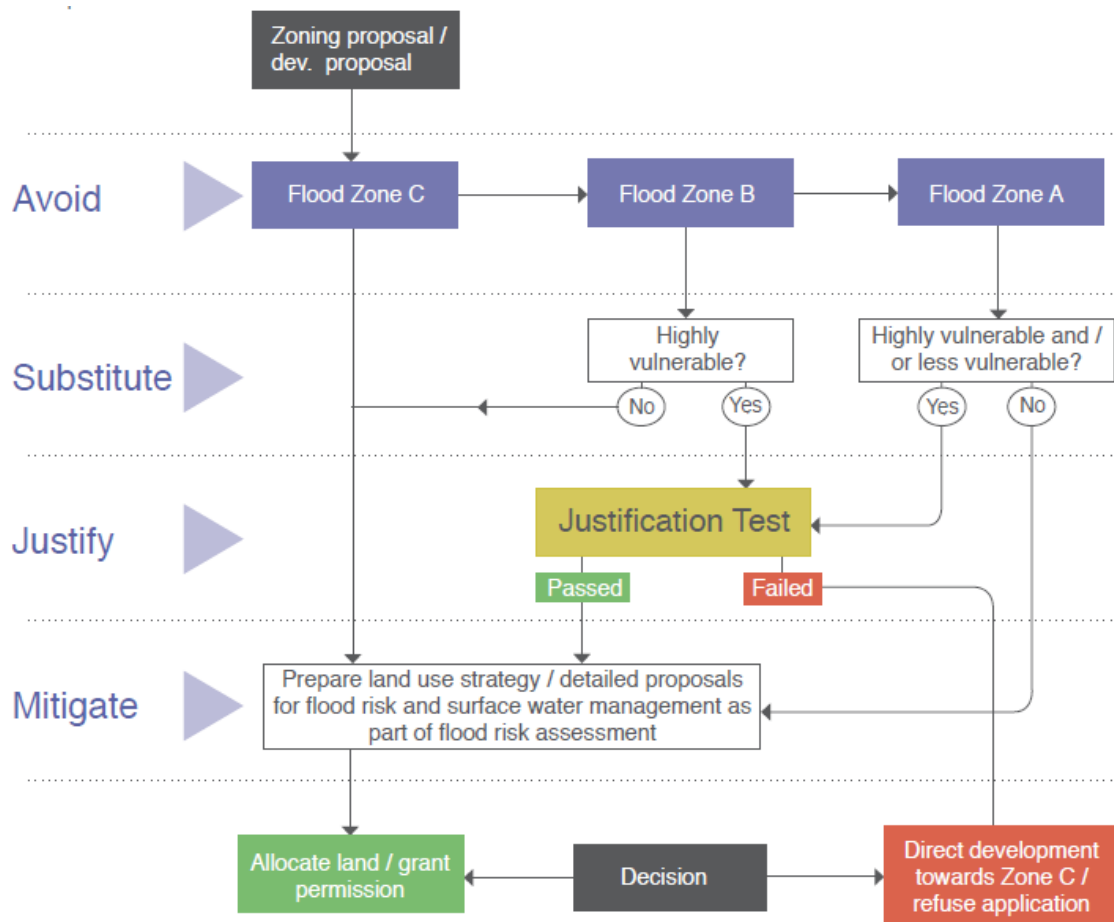 Zoning proposal /
dev. proposal
Avoid
Flood Zone C
Flood Zone B
Flood Zone A
Substitute
Highly
vulnerable?
No
Yes
Highly vulnerable and /
or less vulnerable?
Yes
No
Justify
Justification Test
Passed
Failed
Mitigate
Prepare land use strategy / detailed proposals
for flood risk and surface water management as
part of flood risk assessment
Allocate land / grant
permission
Decision
Direct development
towards Zone C /
refuse application